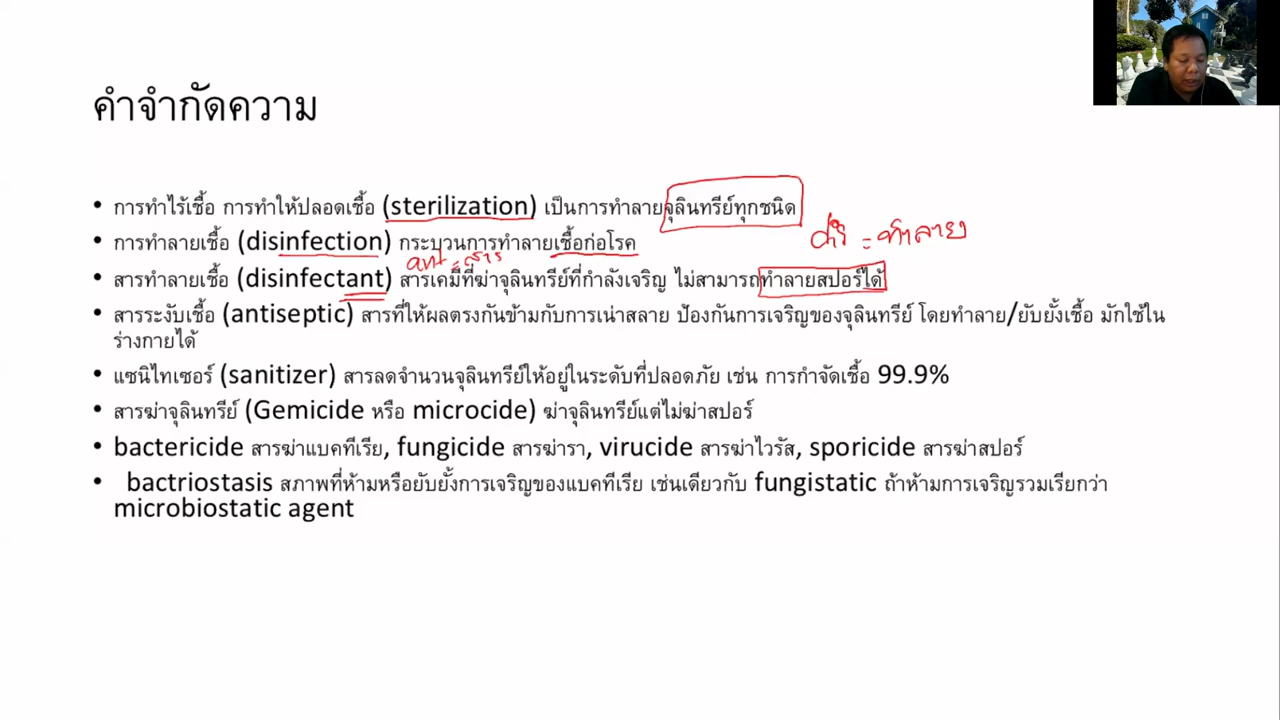 คำจำกัดความ
• การทำไร้เชื้อ การทำให้ปลอดเชื้อ (sterilization) เป็นการทำลายจุลินทรีย์ทุกชนิด
• การทำลายเชื้อ (disinfection) กระบวนการทำลายเชื้อก่อโรค
= ทำลาย
ant = สาร
• สารทำลายเชื้อ (disinfectant) สารเคมีที่ฆ่าจุลินทรีย์ที่กำลังเจริญ ไม่สามารถทำลายสปอร์ได้
• สารระงับเชื้อ (antiseptic) สารที่ให้ผลตรงกันข้ามกับการเน่าสลาย ป้องกันการเจริญของจุลินทรีย์ โดยทำลาย/ยับยั้งเชื้อ มักใช้ใน
ร่างกายได้
• แซนิไทเซอร์ (sanitizer) สารลดจำนวนจุลินทรีย์ให้อยู่ในระดับที่ปลอดภัย เช่น การกำจัดเชื้อ 99.9%
• สารฆ่าจุลินทรีย์ (Gemicide หรือ microcide) ฆ่าจุลินทรีย์แต่ไม่ฆ่าสปอร์
• bactericide สารฆ่าแบคทีเรีย, fungicide สารฆ่ารา, virucide สารฆ่าไวรัส, sporicide สารฆ่าสปอร์
• bactriostasis สภาพที่ห้ามหรือยับยั้งการเจริญของแบคทีเรีย เช่นเดียวกับ fungistatic ถ้าห้ามการเจริญรวมเรียกว่า
microbiostatic agent